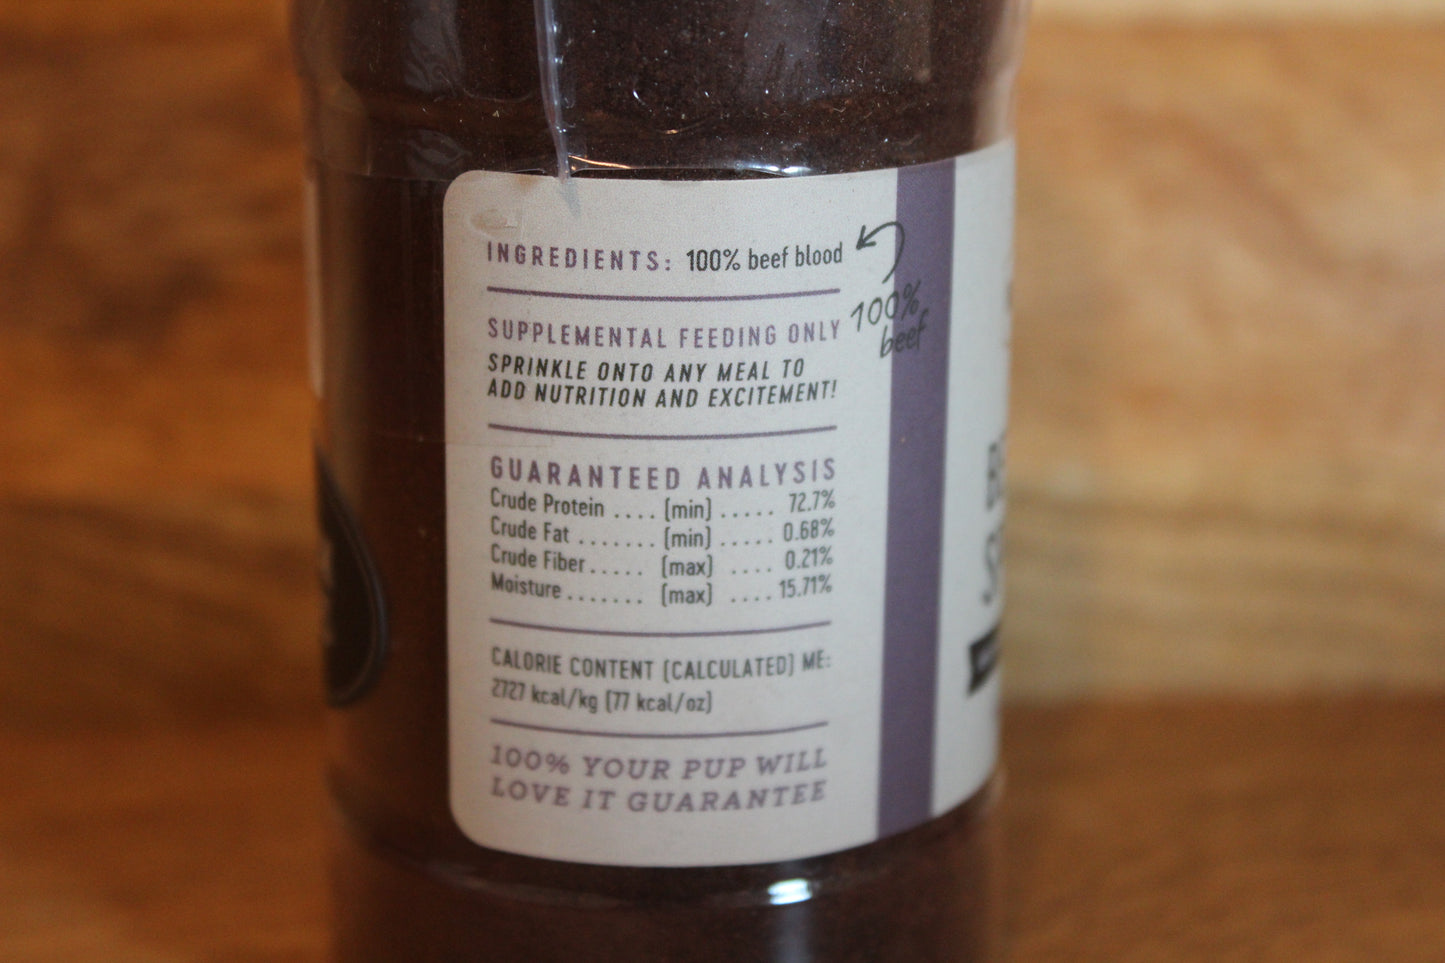 INGREDIENTS: 100% beef blood
100%
beef
SUPPLEMENTAL FEEDING ONLY
SPRINKLE ONTO ANY MEAL TO
ADD NUTRITION AND EXCITEMENT!
GUARANTEED ANALYSIS
Crude Protein .... (min) ..... 72.7%
Crude Fat ....... (min) ..... 0.68%
Crude Fiber ..... (max) .... 0.21%
Moisture ....... (max) .... 15.71%
CALORIE CONTENT (CALCULATED) ME:
2727 kcal/kg (77 kcal/oz)
100% YOUR PUP WILL
LOVE IT GUARANTEE